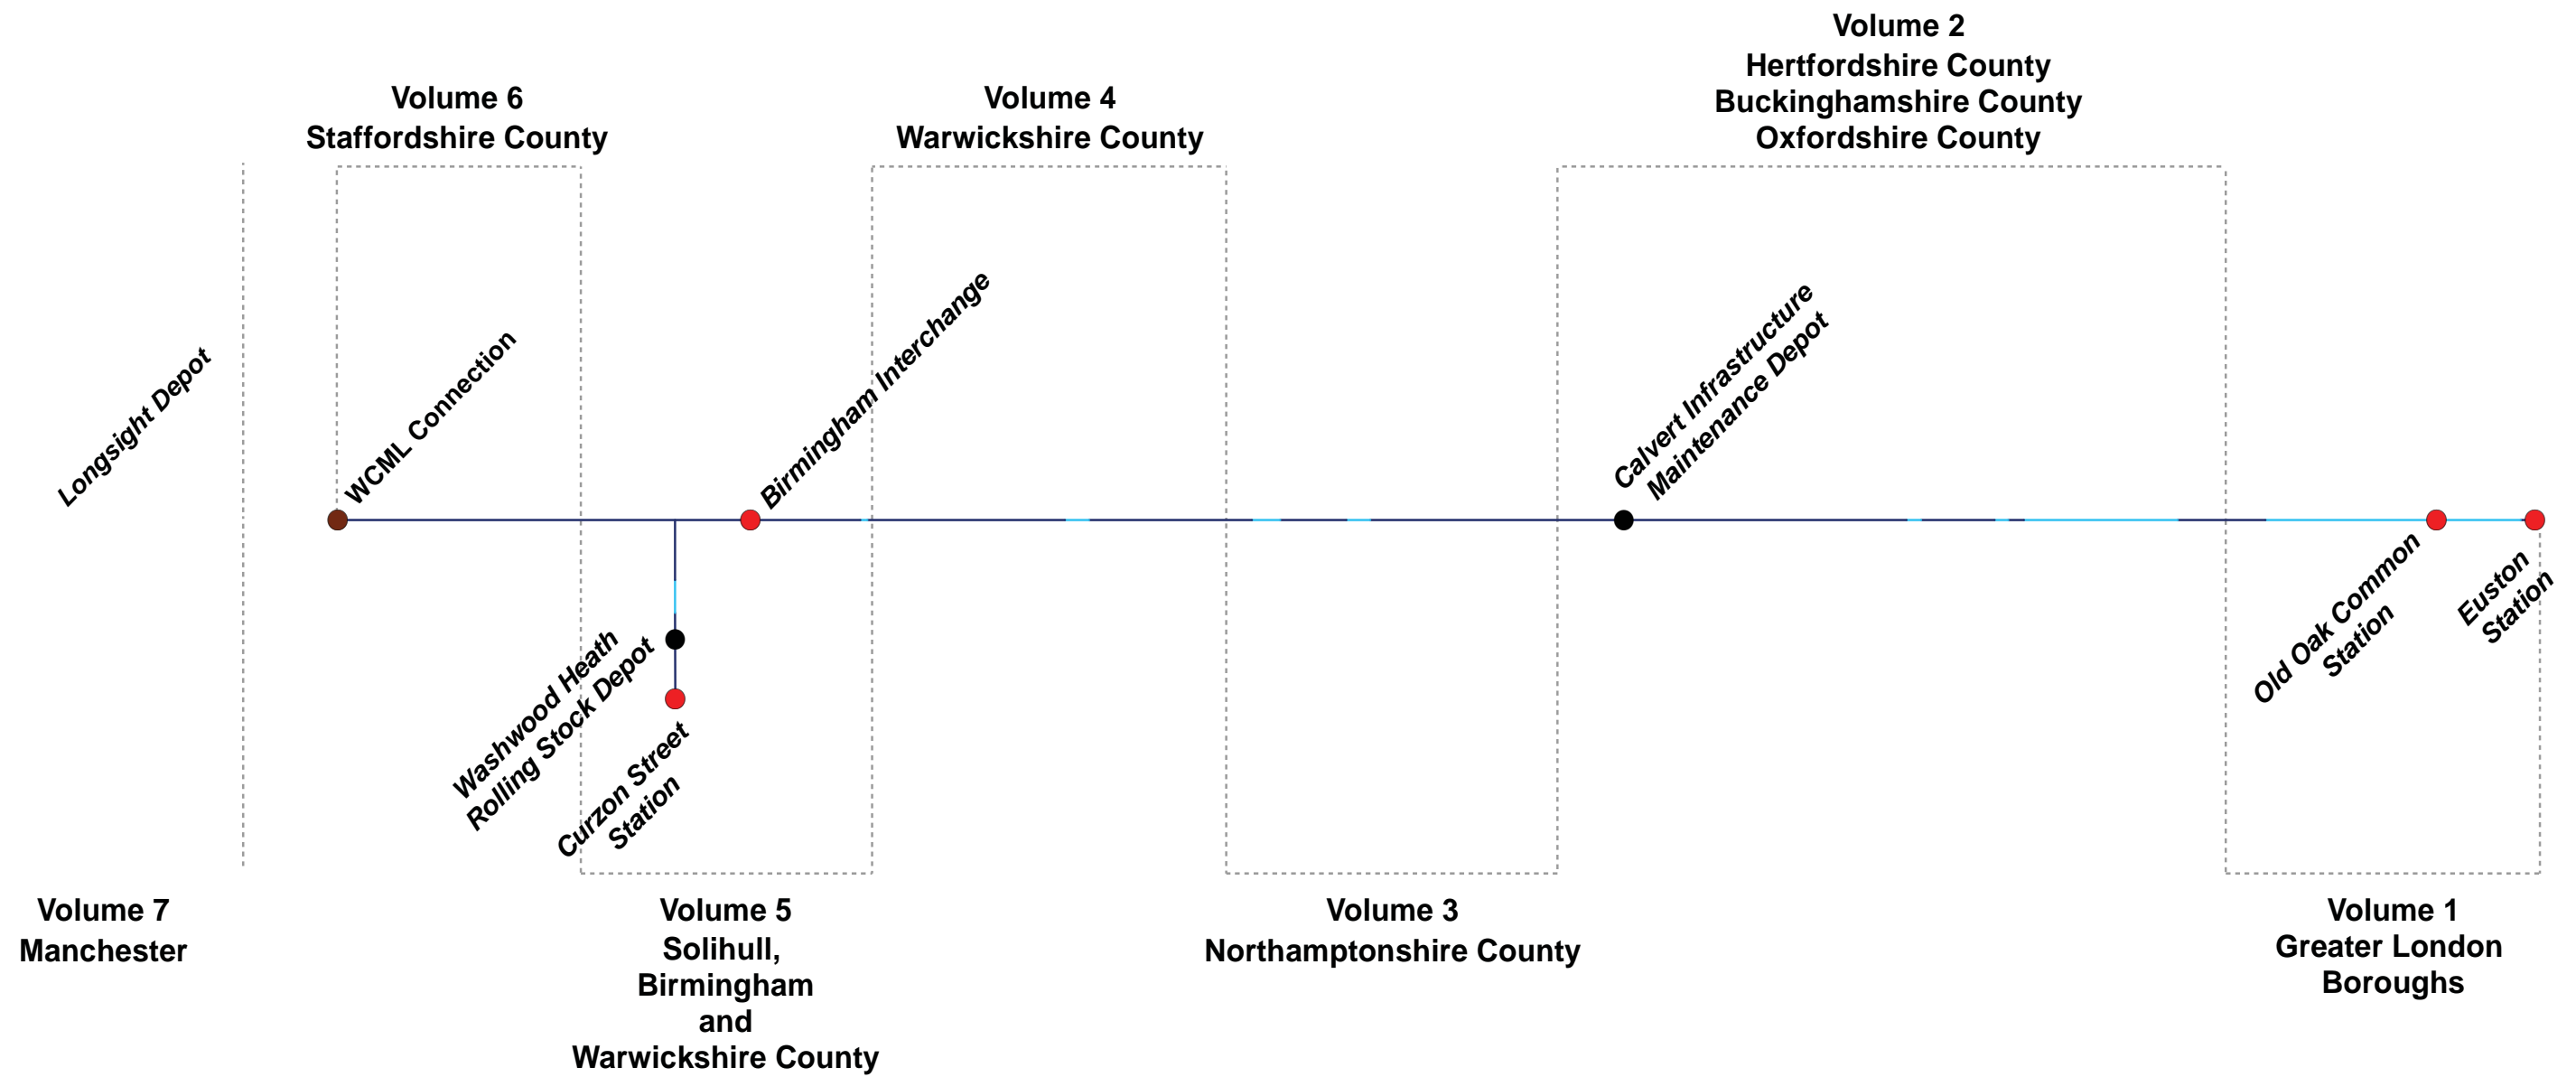 Volume 2
Hertfordshire County
Buckinghamshire County
Oxfordshire County
Volume 6
Staffordshire County
Volume 4
Warwickshire County
Longsight Depot
WCML Connection
Birmingham Interchange
Calvert Infrastructure
Maintenance Depot
Washwood Heath
Rolling Stock Depot
Curzon Street
Station
Old Oak Common
Station
Euston
Station
Volume 7
Manchester
Volume 5
Solihull,
Birmingham
and
Warwickshire County
Volume 3
Northamptonshire County
Volume 1
Greater London
Boroughs